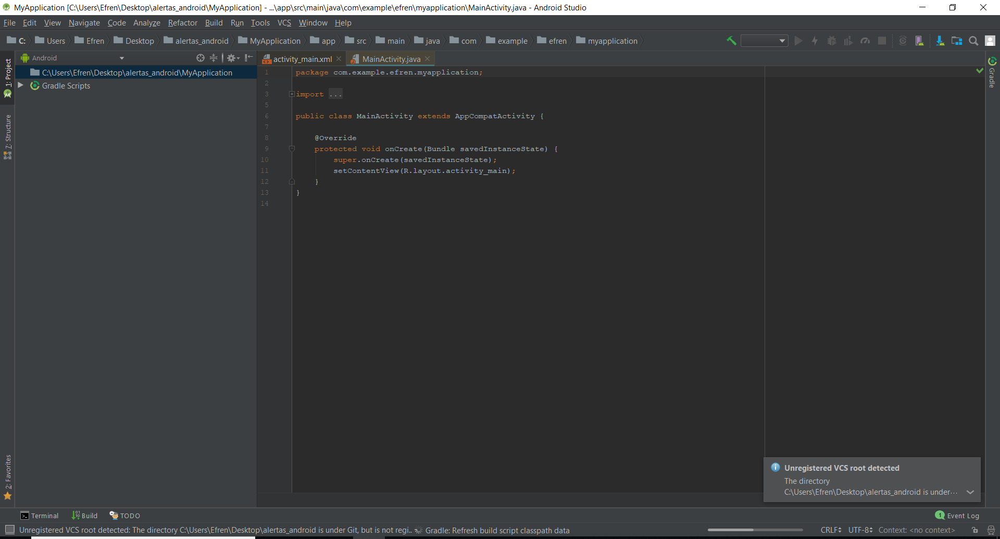 MyApplication [C:\Users\Efren\Desktop\alertas_android\MyApplication] - ...\app\src\main\java\com\example\efren\myapplication\MainActivity.java - Android Studio
File Edit View Navigate Code Analyze Refactor Build Run Tools VCS Window Help
C: Users Efren Desktop alertas_android MyApplication app src main java com example efren myapplication
Android
activity_main.xml MainActivity.java
1: Project
7: Structure
2: Favorites
C:\Users\Efren\Desktop\alertas_android\MyApplication
Gradle Scripts
1 package com.example.efren.myapplication;
2
3 import ...
5
6 public class MainActivity extends AppCompatActivity {
7
8 @Override
9 protected void onCreate(Bundle savedInstanceState) {
10 super.onCreate(savedInstanceState);
11 setContentView(R.layout.activity_main);
12 }
13 }
14
Gradle
Unregistered VCS root detected
The directory
C:\Users\Efren\Desktop\alertas_android is under...
Terminal Build TODO 1 Event Log
Unregistered VCS root detected: The directory C:\Users\Efren\Desktop\alertas_android is under Git, but is not regi.. Gradle: Refresh build script classpath data CRLF UTF-8 Context: <no context>